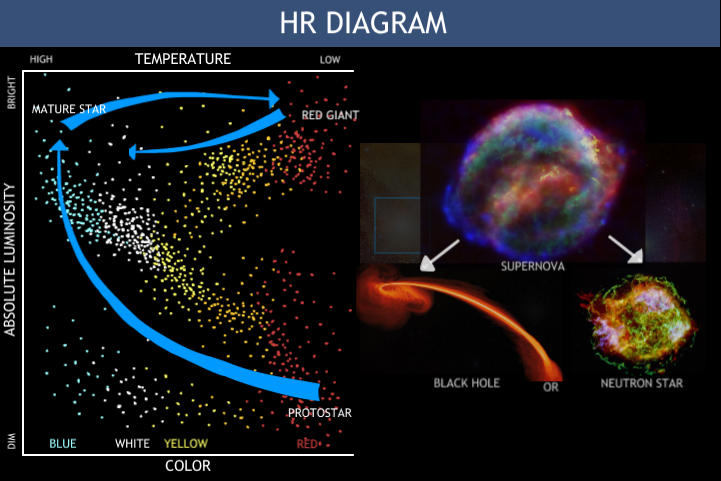 HR DIAGRAM
HIGH
TEMPERATURE
LOW
BRIGHT
MATURE STAR
RED GIANT
ABSOLUTE LUMINOSITY
SUPERNOVA
BLACK HOLE
OR
NEUTRON STAR
PROTOSTAR
DIM
BLUE
WHITE
YELLOW
RED
COLOR